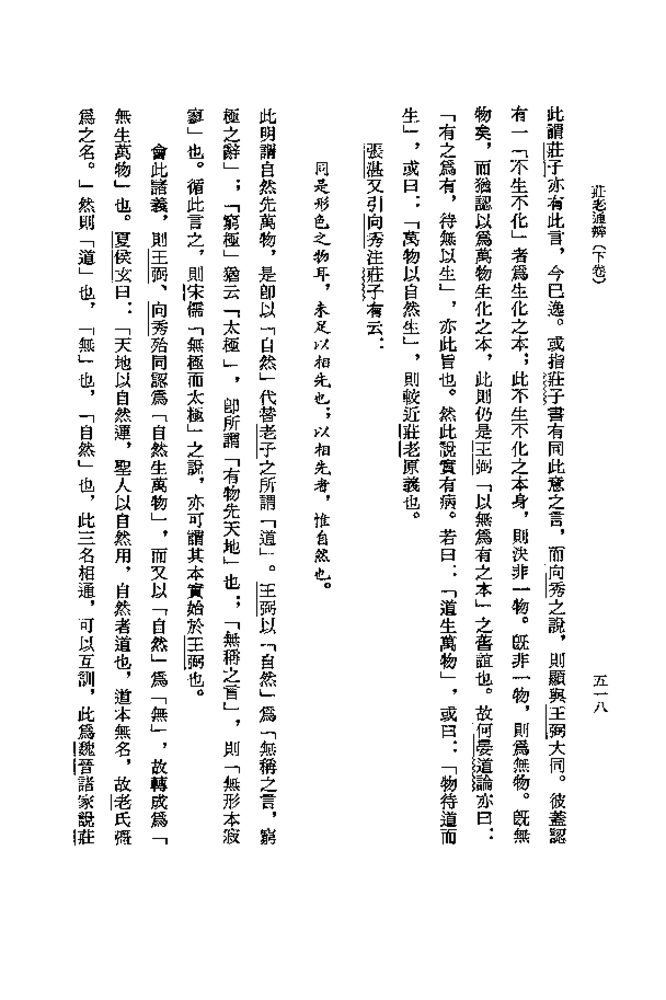 莊老通辨(下卷)
五一八
此謂莊子亦有此言,今已逸。或指莊子書有同此意之言,而向秀之說,則顯與王弼大同。彼蓋認
有一「不生不化」者為生化之本;此不生不化之本身,則決非一物。既非一物,則為無物。既無
物矣,而猶認以為萬物生化之本,此則仍是王弼「以無為有之本」之舊誼也。故何晏道論亦曰:
「有之為有,待無以生」,亦此旨也。然此說實有病。若曰:「道生萬物」,或曰:「物待道而
生」,或曰:「萬物以自然生」,則較近莊老原義也。
張湛又引向秀注莊子有云:
同是形色之物耳,未足以相先也;以相先者,惟自然也。
此明謂自然先萬物,是即以「自然」代替老子之所謂「道」。王弼以「自然」為「無稱之言,窮
極之辭」;「窮極」猶云「太極」,即所謂「有物先天地」也;「無稱之旨」,則「無形本寂
寥」也。循此言之,則宋儒「無極而太極」之說,亦可謂其本實始於王弼也。
會此諸義,則王弼、向秀殆同認為「自然生萬物」,而又以「自然」為「無」,故轉成為「
無生萬物」也。夏侯玄曰:「天地以自然運,聖人以自然用,自然者道也,道本無名,故老氏彊
為之名。」然則「道」也,「無」也,「自然」也,此三名相通,可以互訓,此為魏晉諸家說莊